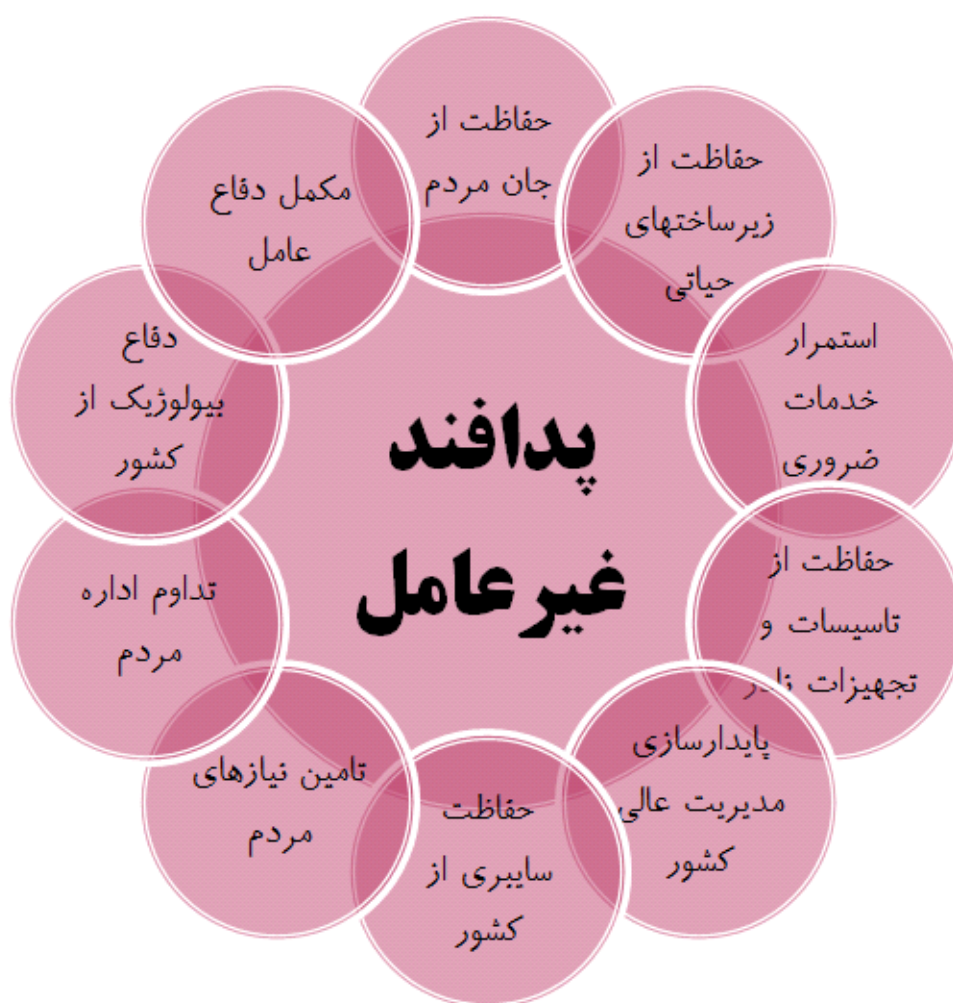 پدافند
غیرعامل
حفاظت از
جان مردم
حفاظت از
زیرساختهای
حیاتی
استمرار
خدمات
ضروری
حفاظت از
تاسیسات و
تجهیزات نادر
پایدارسازی
مدیریت عالی
کشور
حفاظت
سایبری از
کشور
تامین نیازهای
مردم
تداوم اداره
مردم
دفاع
بیولوژیک از
کشور
مکمل دفاع
عامل